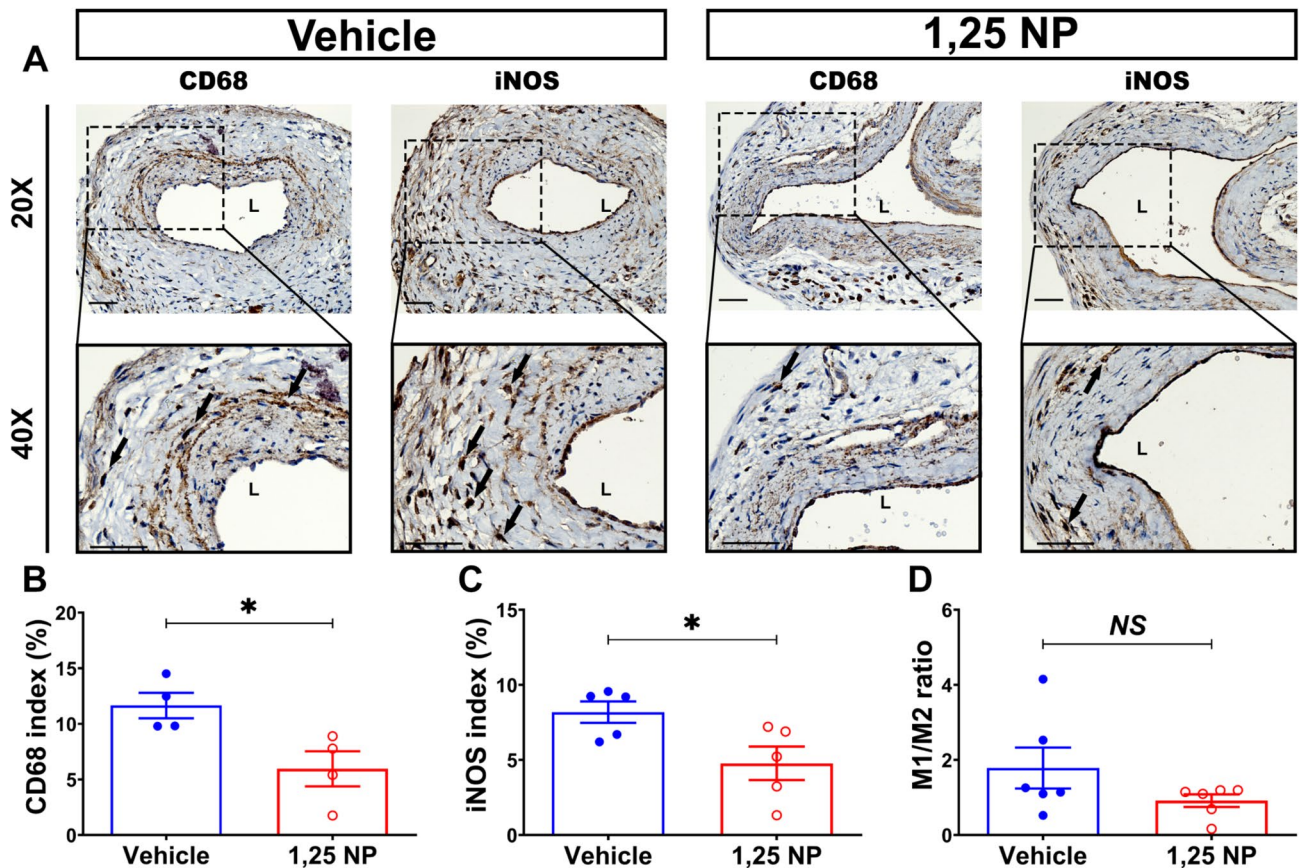 Vehicle
1,25 NP
A
CD68
iNOS
CD68
iNOS
20X
L
L
L
L
40X
L
L
L
L
B
C
D
20
15
10
5
0
CD68 index (%)
*
Vehicle
1,25 NP
15
10
5
0
iNOS index (%)
*
Vehicle
1,25 NP
6
4
2
0
M1/M2 ratio
NS
Vehicle
1,25 NP